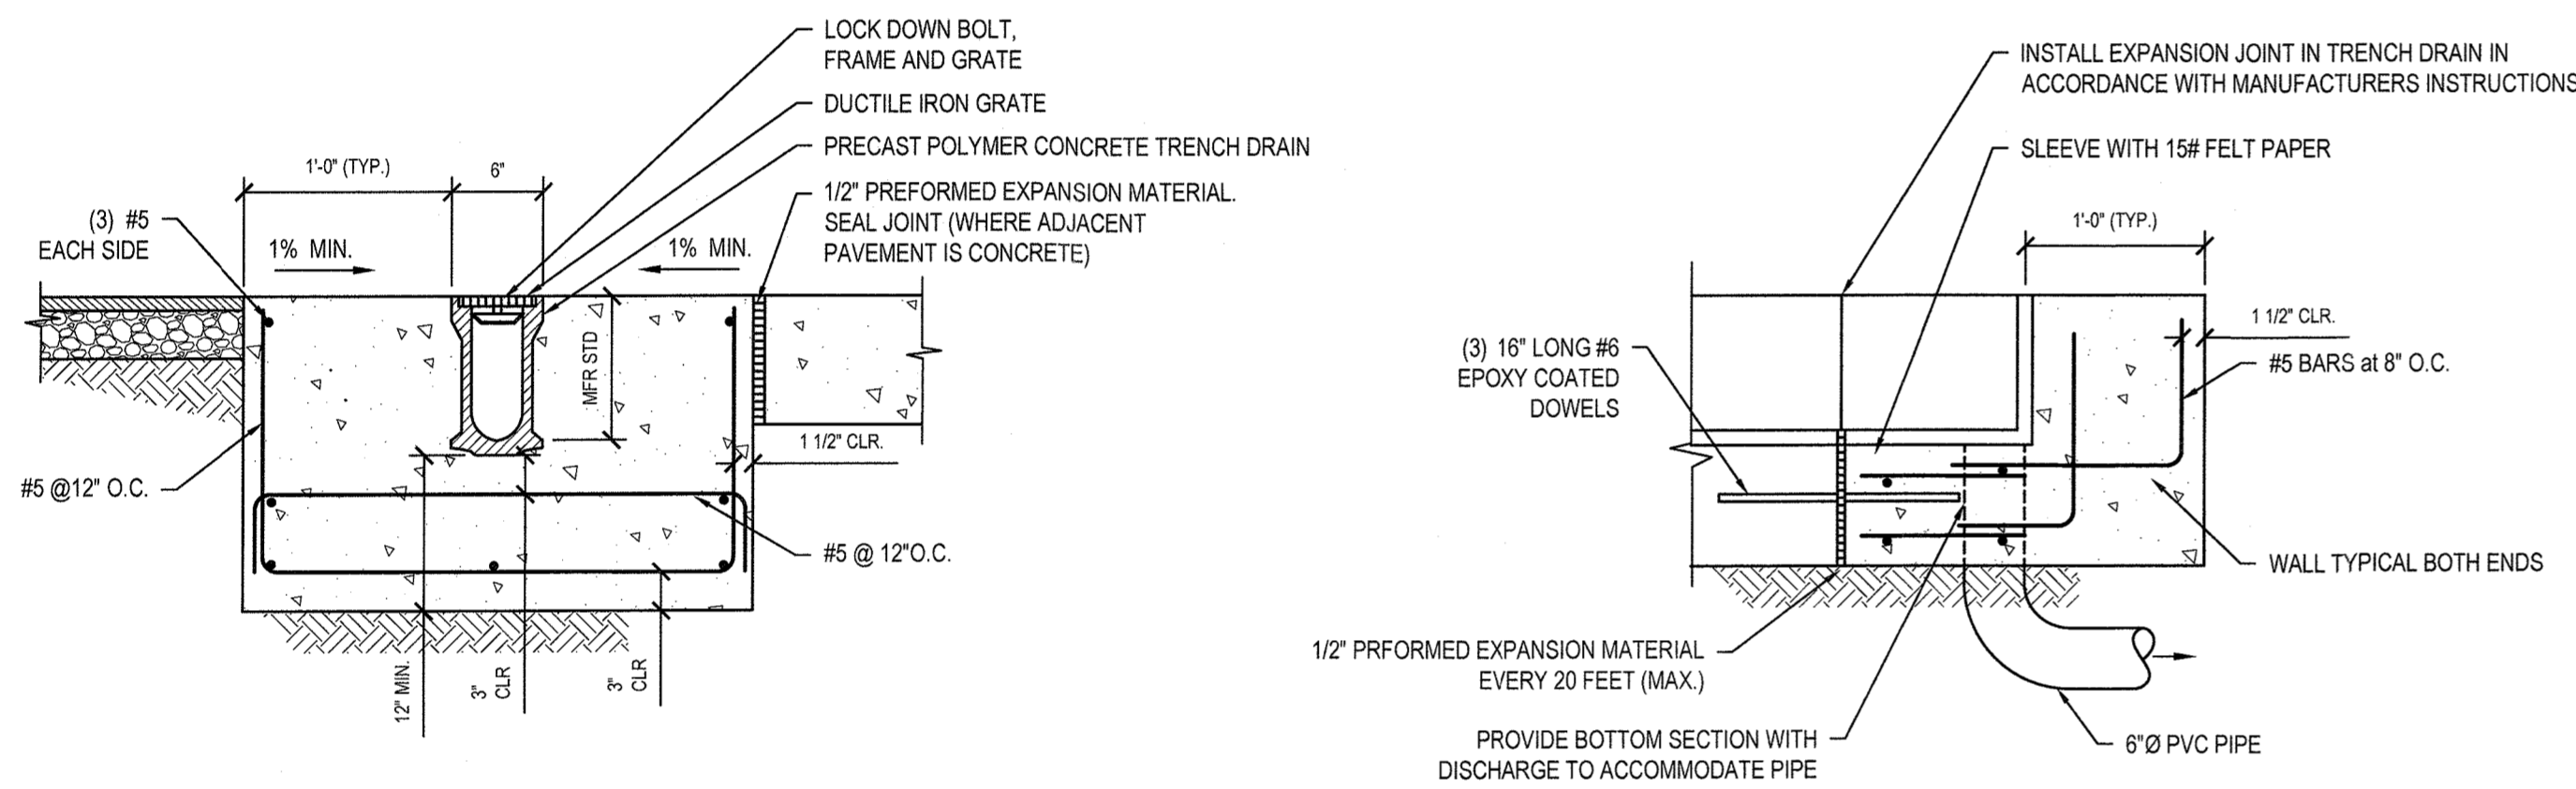 LOCK DOWN BOLT,
FRAME AND GRATE
DUCTILE IRON GRATE
PRECAST POLYMER CONCRETE TRENCH DRAIN
1/2" PREFORMED EXPANSION MATERIAL.
SEAL JOINT (WHERE ADJACENT
PAVEMENT IS CONCRETE)
1'-0" (TYP.)
6"
(3) #5
EACH SIDE
1% MIN.
1% MIN.
MFR STD
1 1/2" CLR.
#5 @12" O.C.
#5 @ 12"O.C.
12" MIN.
3"
CLR
3"
CLR
INSTALL EXPANSION JOINT IN TRENCH DRAIN IN
ACCORDANCE WITH MANUFACTURERS INSTRUCTIONS
SLEEVE WITH 15# FELT PAPER
1'-0" (TYP.)
1 1/2" CLR.
#5 BARS at 8" O.C.
(3) 16" LONG #6
EPOXY COATED
DOWELS
WALL TYPICAL BOTH ENDS
1/2" PRFORMED EXPANSION MATERIAL
EVERY 20 FEET (MAX.)
PROVIDE BOTTOM SECTION WITH
DISCHARGE TO ACCOMMODATE PIPE
6"Ø PVC PIPE